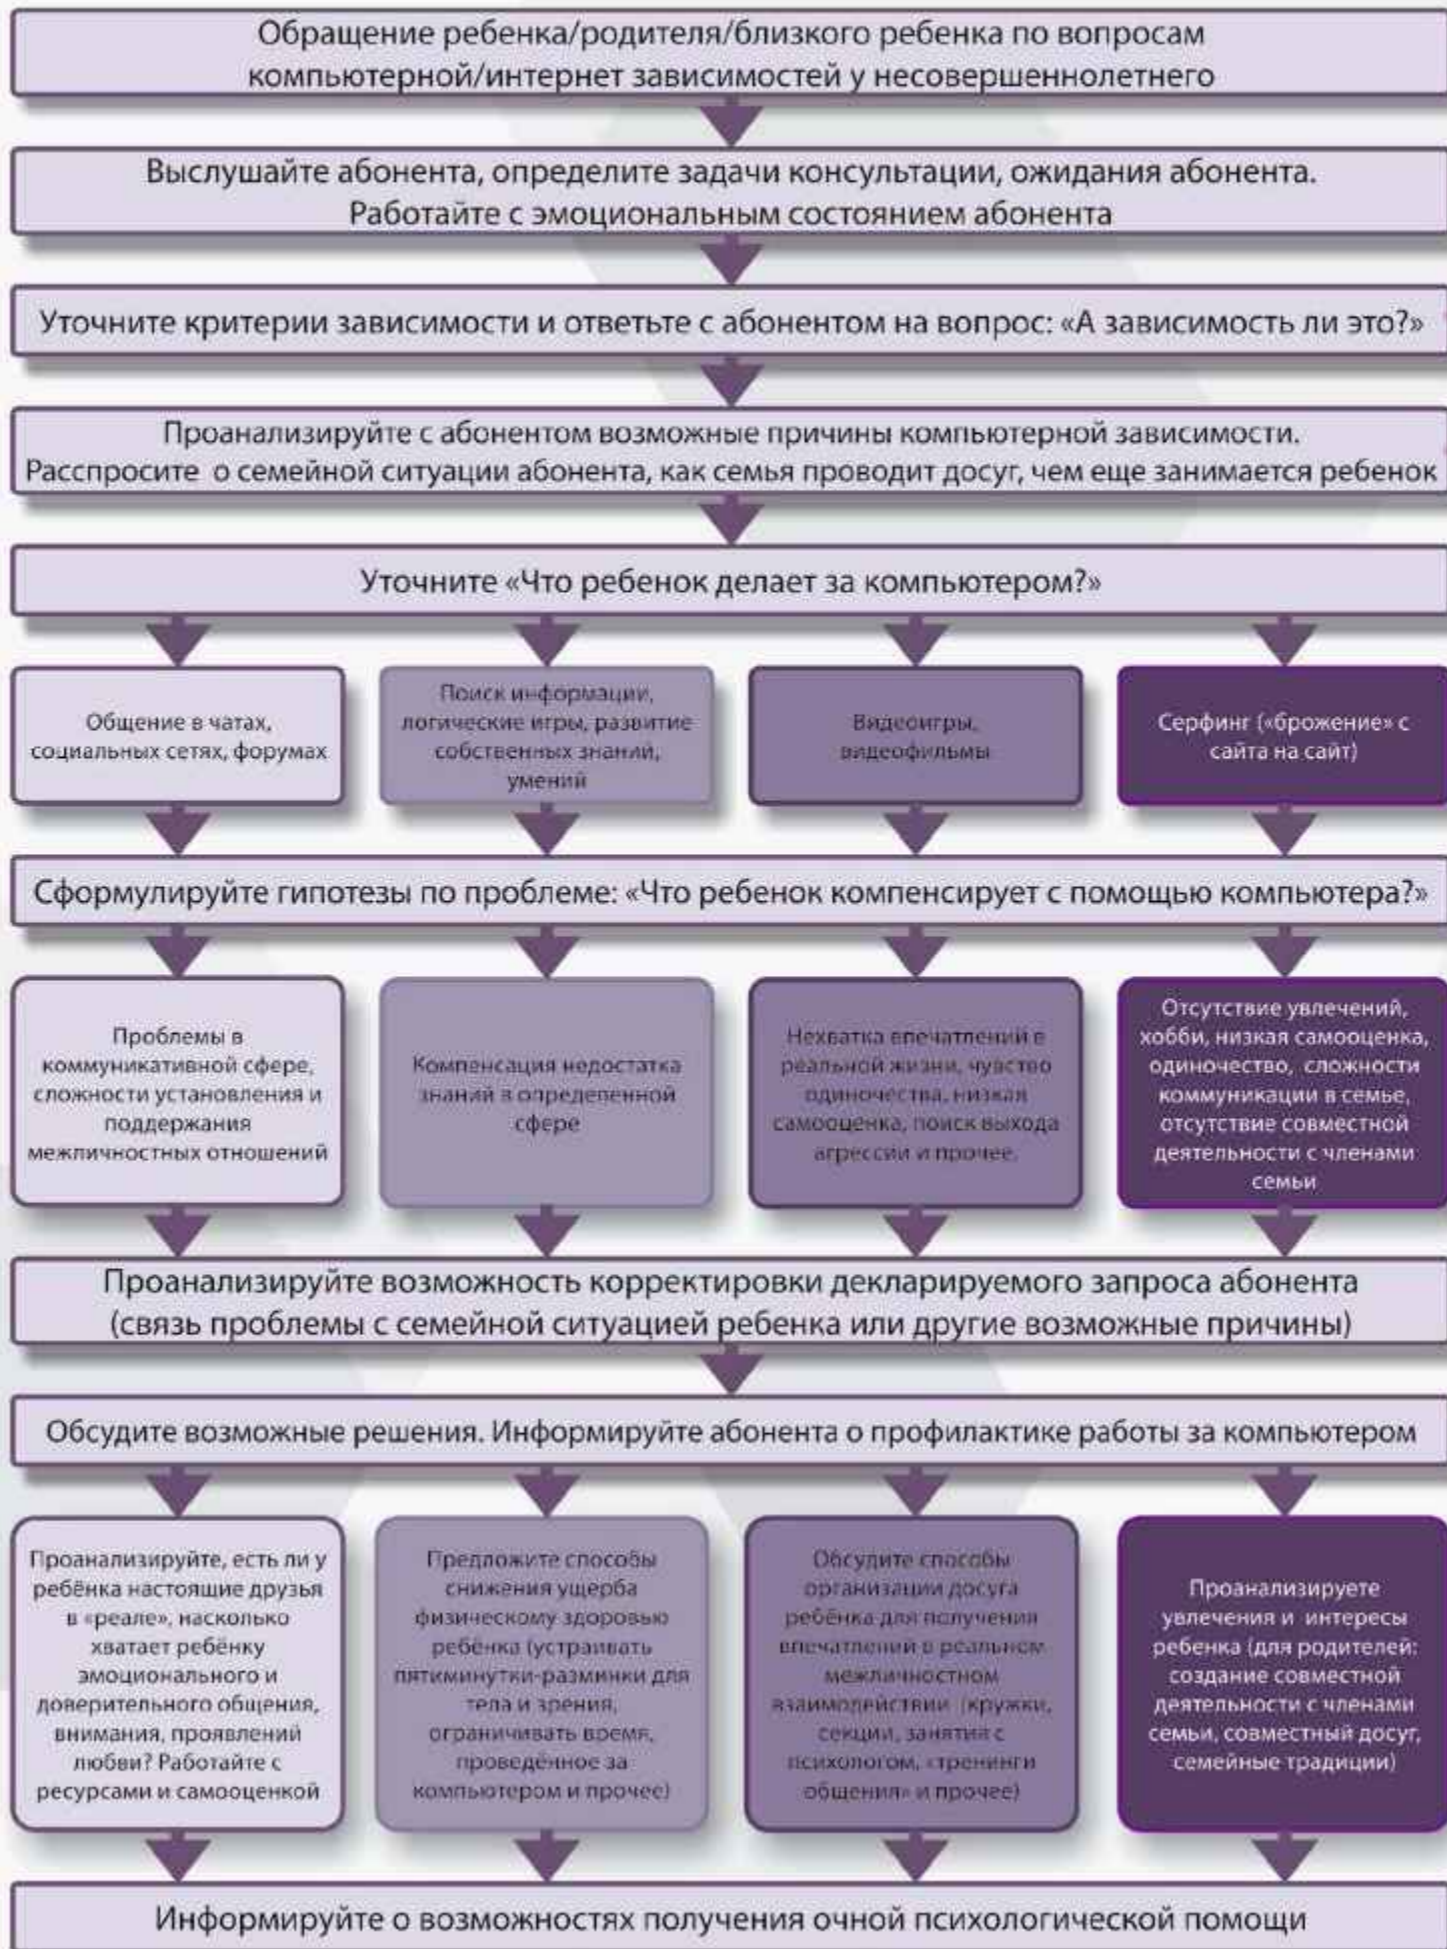 Обращение ребенка/родителя/близкого ребенка по вопросам
компьютерной/интернет зависимостей у несовершеннолетнего
Выслушайте абонента, определите задачи консультации, ожидания абонента.
Работайте с эмоциональным состоянием абонента
Уточните критерии зависимости и ответьте с абонентом на вопрос: «А зависимость ли это?»
Проанализируйте с абонентом возможные причины компьютерной зависимости.
Расспросите о семейной ситуации абонента, как семья проводит досуг, чем еще занимается ребенок
Уточните «Что ребенок делает за компьютером?»
Общение в чатах,
социальных сетях, форумах
Поиск информации,
логические игры, развитие
собственных знаний,
умений
Видеоигры,
видеофильмы
Серфинг («брожение» с
сайта на сайт)
Сформулируйте гипотезы по проблеме: «Что ребенок компенсирует с помощью компьютера?»
Проблемы в
коммуникативной сфере,
сложности установления и
поддержания
межличностных отношений
Компенсация недостатка
знаний в определенной
сфере
Нехватка впечатлений в
реальной жизни, чувство
одиночества, низкая
самооценка, поиск выхода
агрессии и прочее.
Отсутствие увлечений,
хобби, низкая самооценка,
одиночество, сложности
коммуникации в семье,
отсутствие совместной
деятельности с членами
семьи
Проанализируйте возможность корректировки декларируемого запроса абонента
(связь проблемы с семейной ситуацией ребенка или другие возможные причины)
Обсудите возможные решения. Информируйте абонента о профилактике работы за компьютером
Проанализируйте, есть ли у
ребёнка настоящие друзья
в «реале», насколько
хватает ребёнку
эмоционального и
доверительного общения,
внимания, проявлений
любви? Работайте с
ресурсами и самооценкой
Предложите способы
снижения ущерба
физическому здоровью
ребёнка (устраивать
пятиминутки-разминки для
тела и зрения,
ограничивать время,
проведённое за
компьютером и прочее)
Обсудите способы
организации досуга
ребёнка для получения
впечатлений в реальном
межличностном
взаимодействии (кружки,
секции, занятия с
психологом, «тренинги
общения» и прочее)
Проанализируете
увлечения и интересы
ребенка (для родителей:
создание совместной
деятельности с членами
семьи, совместный досуг,
семейные традиции)
Информируйте о возможностях получения очной психологической помощи